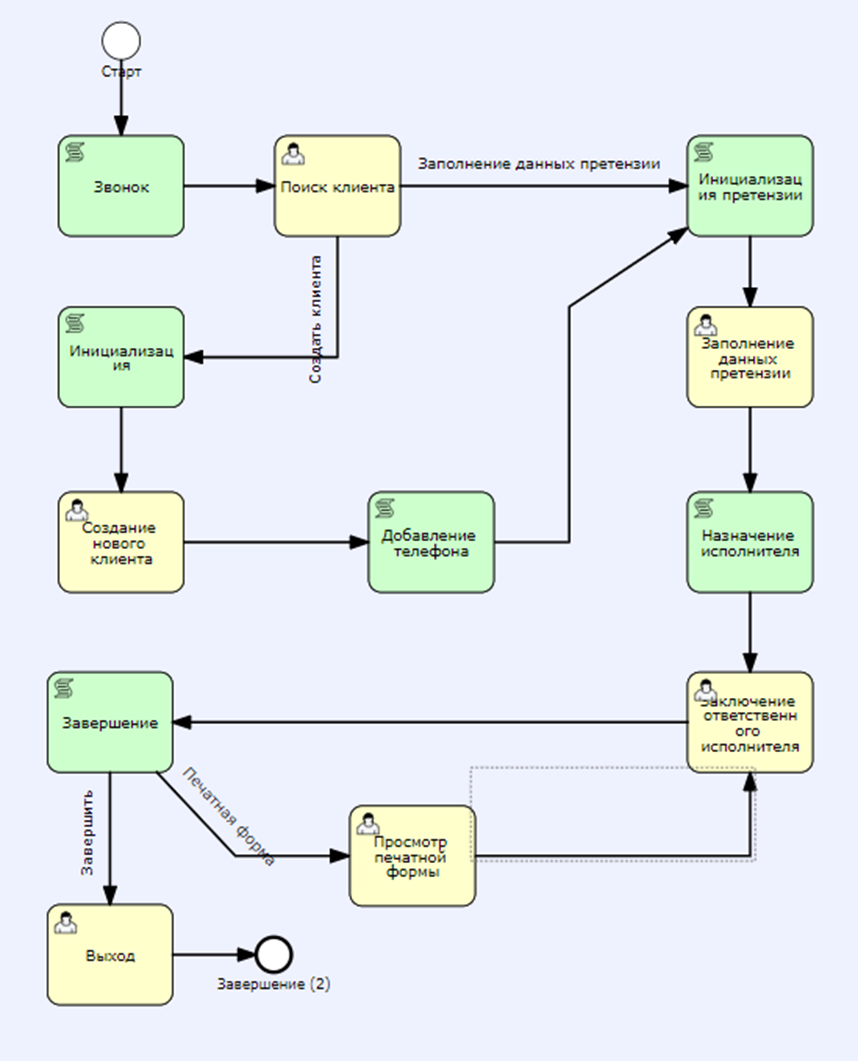 Старт
Звонок
Поиск клиента
Заполнение данных претензии
Инициализац
ия претензии
Создать клиента
Инициализац
ия
Заполнение
данных
претензии
Создание
нового
клиента
Добавление
телефона
Назначение
исполнителя
Завершение
Заключение
ответственн
ого
исполнителя
Печатная форма
Завершить
Просмотр
печатной
формы
Выход
Завершение (2)